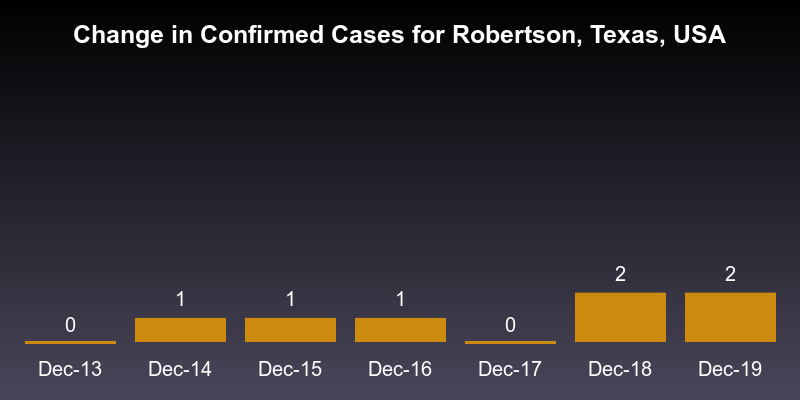 Change in Confirmed Cases for Robertson, Texas, USA
0 1 1 1 0 2 2
Dec-13 Dec-14 Dec-15 Dec-16 Dec-17 Dec-18 Dec-19